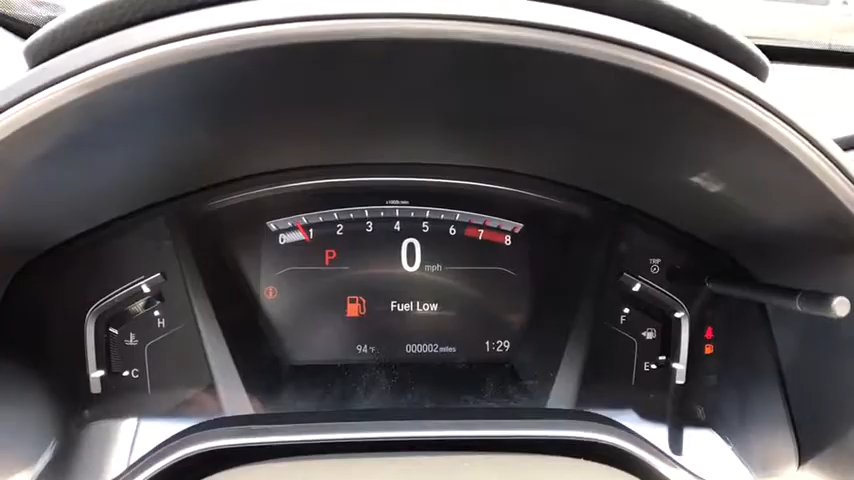 x1000r/min
0 1 2 3 4 5 6 7 8
P
0 mph
TRIP
H
F
Fuel Low
C
E
94°F
000002 miles
1:29